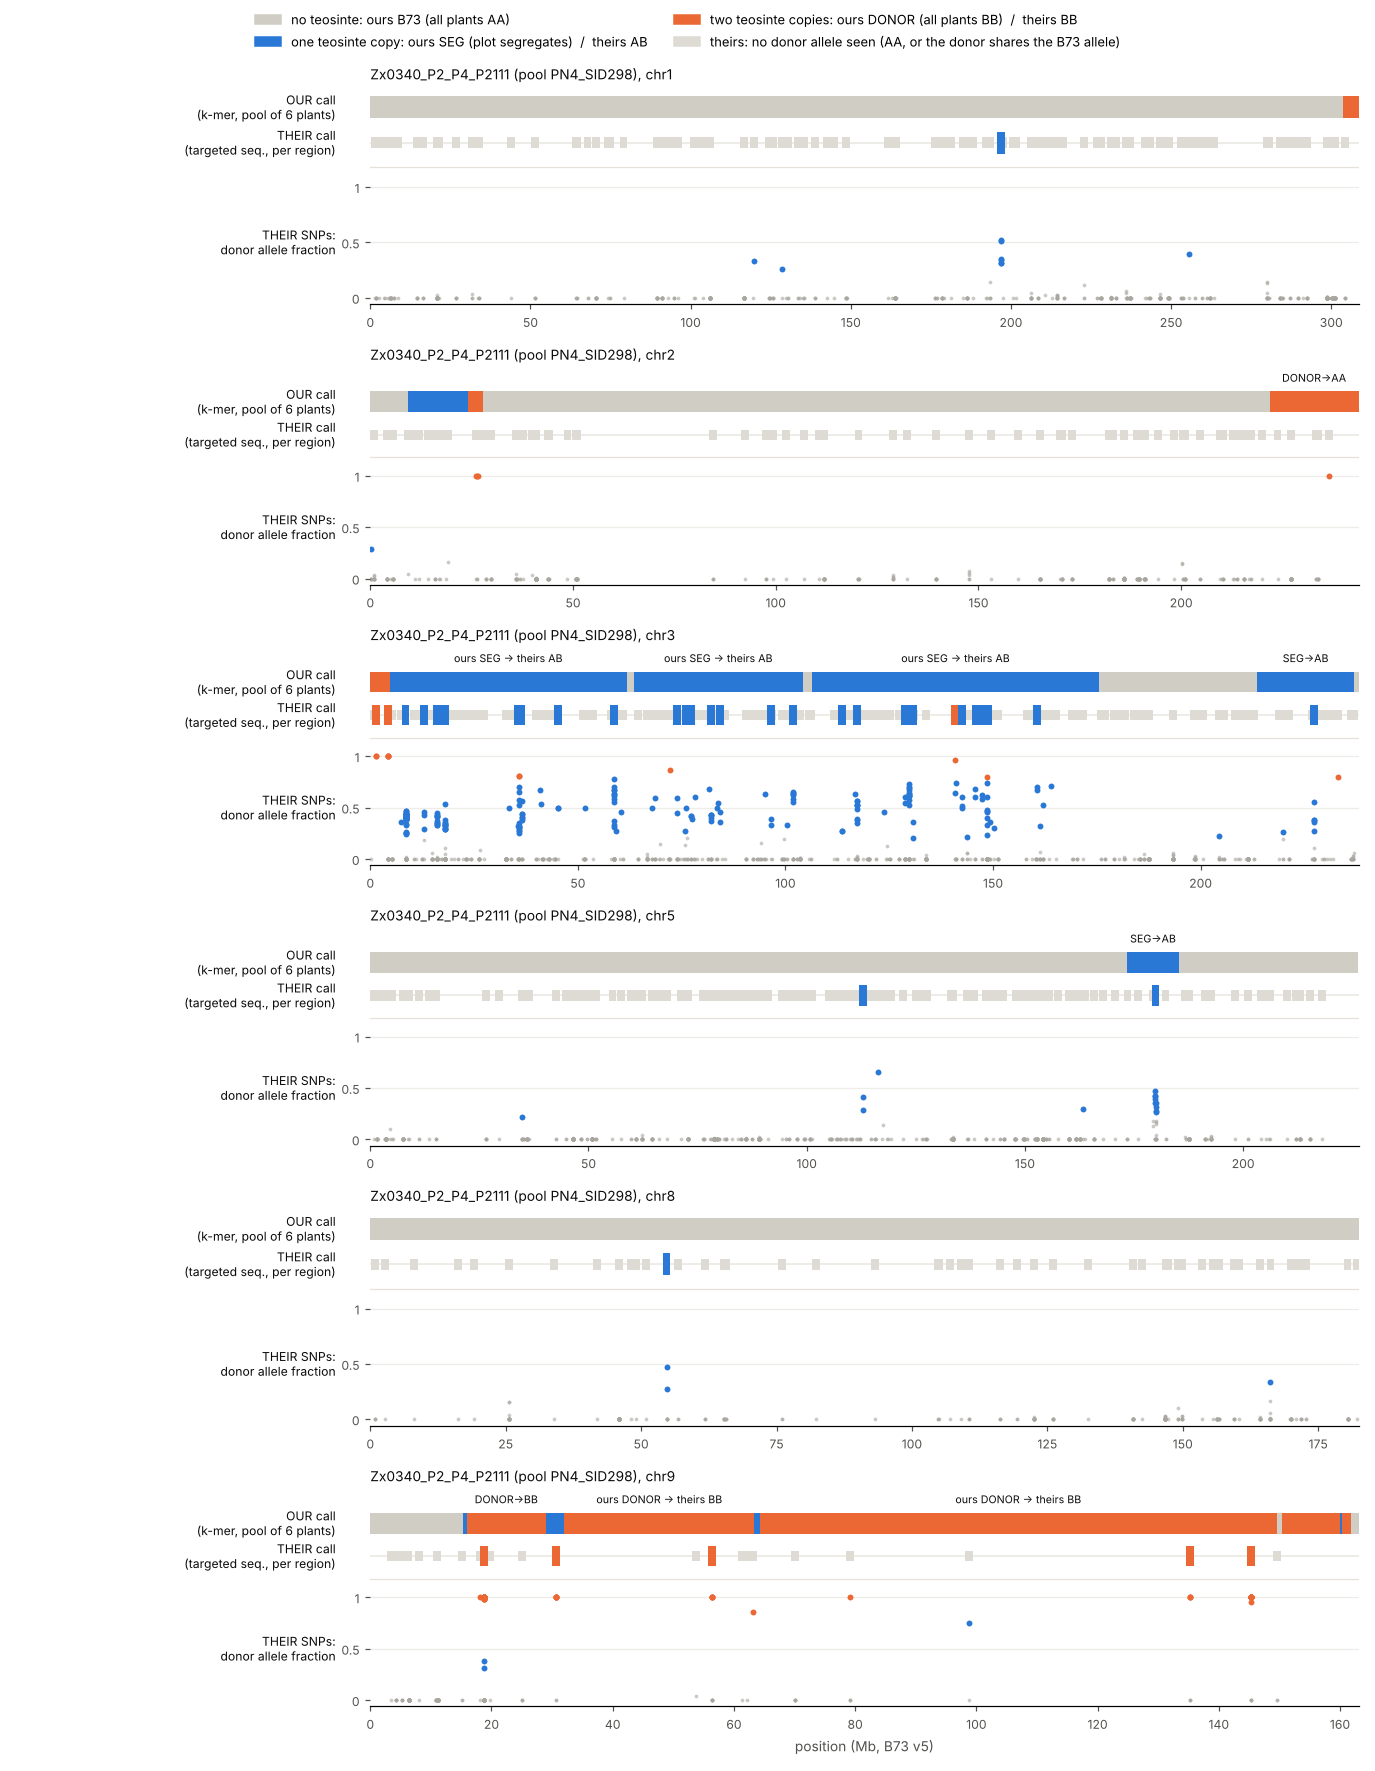 no teosinte: ours B73 (all plants AA)
two teosinte copies: ours DONOR (all plants BB) / theirs BB
one teosinte copy: ours SEG (plot segregates) / theirs AB
theirs: no donor allele seen (AA, or the donor shares the B73 allele)
Zx0340_P2_P4_P2111 (pool PN4_SID298), chr1
OUR call
(k-mer, pool of 6 plants)
THEIR call
(targeted seq., per region)
1
THEIR SNPs:
donor allele fraction
0.5
0
0 50 100 150 200 250 300
Zx0340_P2_P4_P2111 (pool PN4_SID298), chr2
DONOR→AA
OUR call
(k-mer, pool of 6 plants)
THEIR call
(targeted seq., per region)
1
THEIR SNPs:
donor allele fraction
0.5
0
0 50 100 150 200
Zx0340_P2_P4_P2111 (pool PN4_SID298), chr3
ours SEG → theirs AB ours SEG → theirs AB ours SEG → theirs AB SEG→AB
OUR call
(k-mer, pool of 6 plants)
THEIR call
(targeted seq., per region)
1
THEIR SNPs:
donor allele fraction
0.5
0
0 50 100 150 200
Zx0340_P2_P4_P2111 (pool PN4_SID298), chr5
SEG→AB
OUR call
(k-mer, pool of 6 plants)
THEIR call
(targeted seq., per region)
1
THEIR SNPs:
donor allele fraction
0.5
0
0 50 100 150 200
Zx0340_P2_P4_P2111 (pool PN4_SID298), chr8
OUR call
(k-mer, pool of 6 plants)
THEIR call
(targeted seq., per region)
1
THEIR SNPs:
donor allele fraction
0.5
0
0 25 50 75 100 125 150 175
Zx0340_P2_P4_P2111 (pool PN4_SID298), chr9
DONOR→BB ours DONOR → theirs BB ours DONOR → theirs BB
OUR call
(k-mer, pool of 6 plants)
THEIR call
(targeted seq., per region)
1
THEIR SNPs:
donor allele fraction
0.5
0
0 20 40 60 80 100 120 140 160
position (Mb, B73 v5)